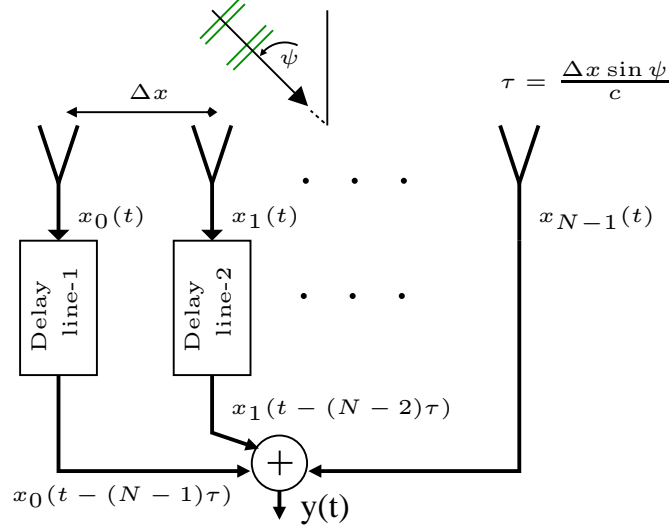 ψ
Δx
τ = Δx sin ψ / c
x0(t)
x1(t)
xN−1(t)
Delay line-1
Delay line-2
x1(t − (N − 2)τ)
+
x0(t − (N − 1)τ)
y(t)